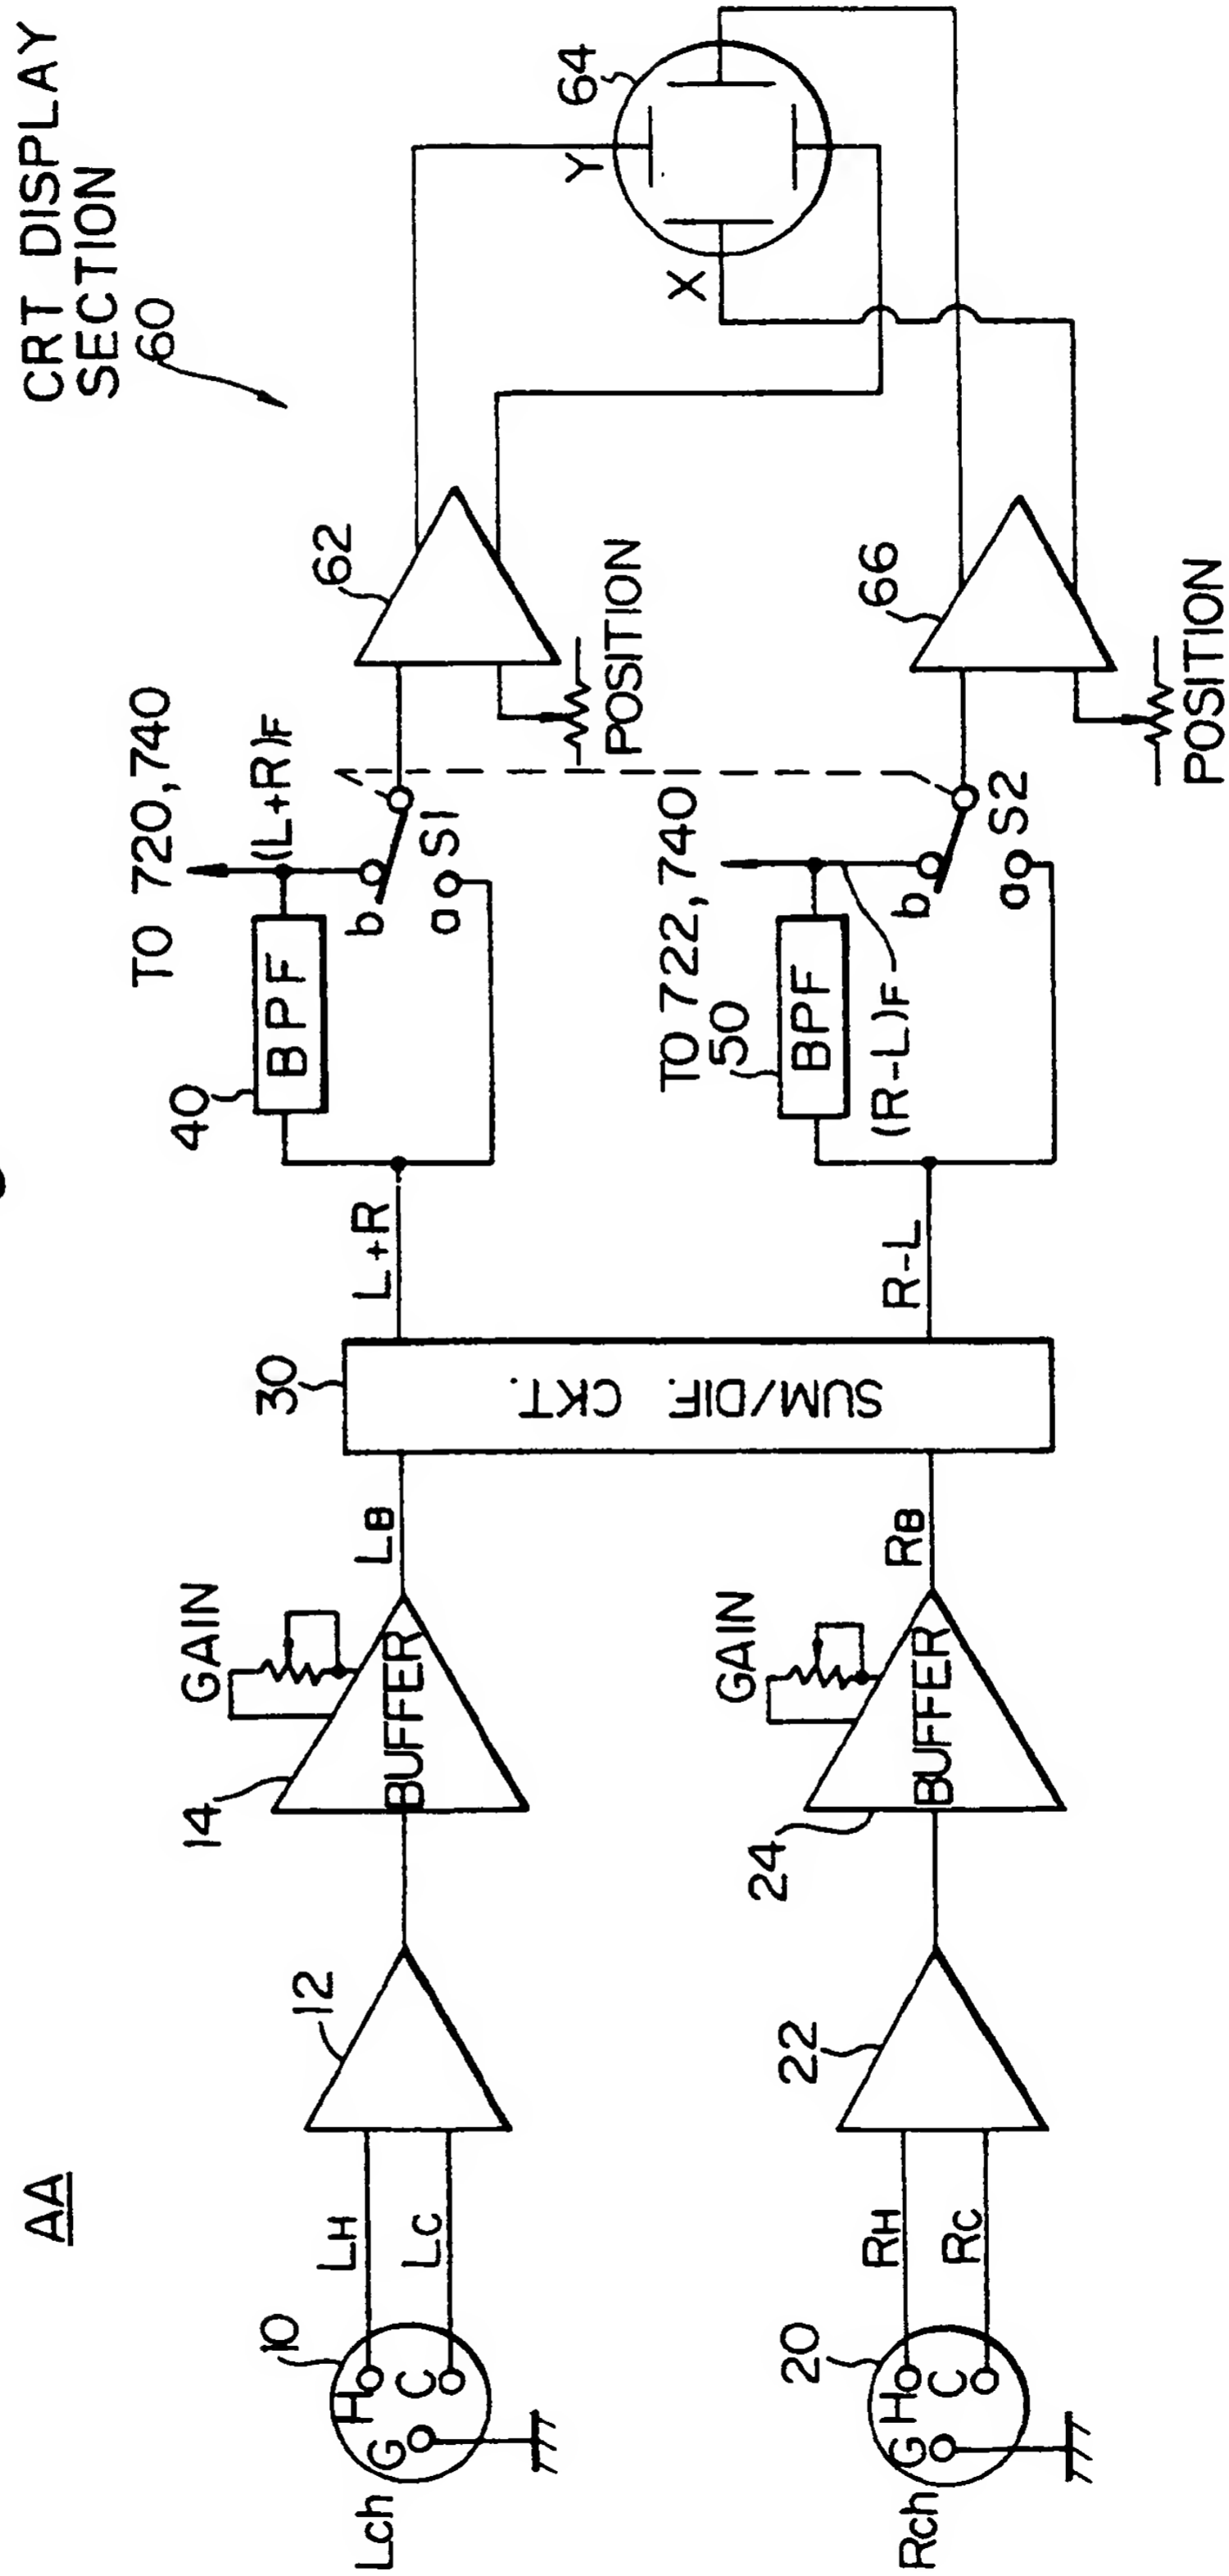 CRT DISPLAY
SECTION
60
AA
Lch
G
H
C
10
LH
LC
12
14
BUFFER
GAIN
LB
30
SUM/DIF. CKT.
L+R
40
BPF
TO 720,740
(L+R)F
b
a
S1
62
POSITION
Y
X
64
Rch
G
H
C
20
RH
RC
22
24
BUFFER
GAIN
RB
R-L
50
BPF
TO 722,740
(R-L)F
b
a
S2
66
POSITION